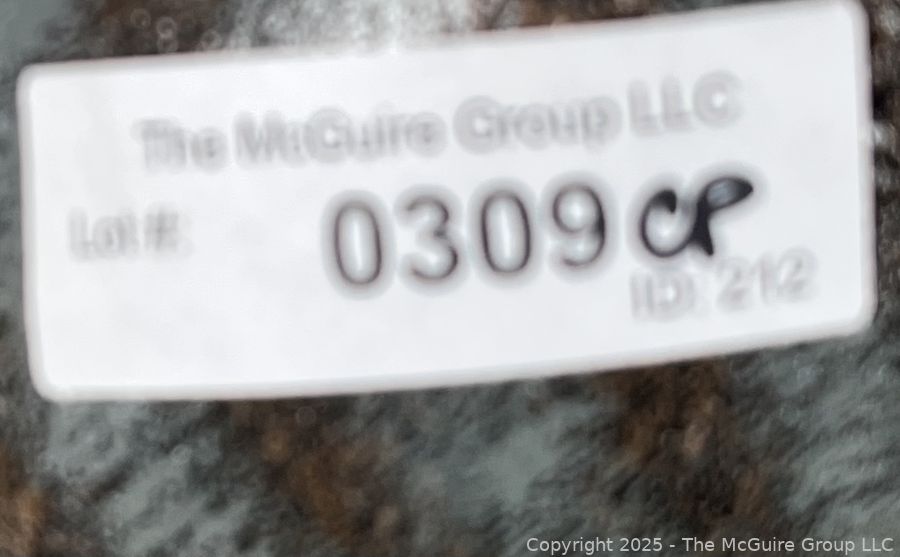 The McGuire Group LLC
Lot #: 0309 CP
ID: 212
Copyright 2025 - The McGuire Group LLC